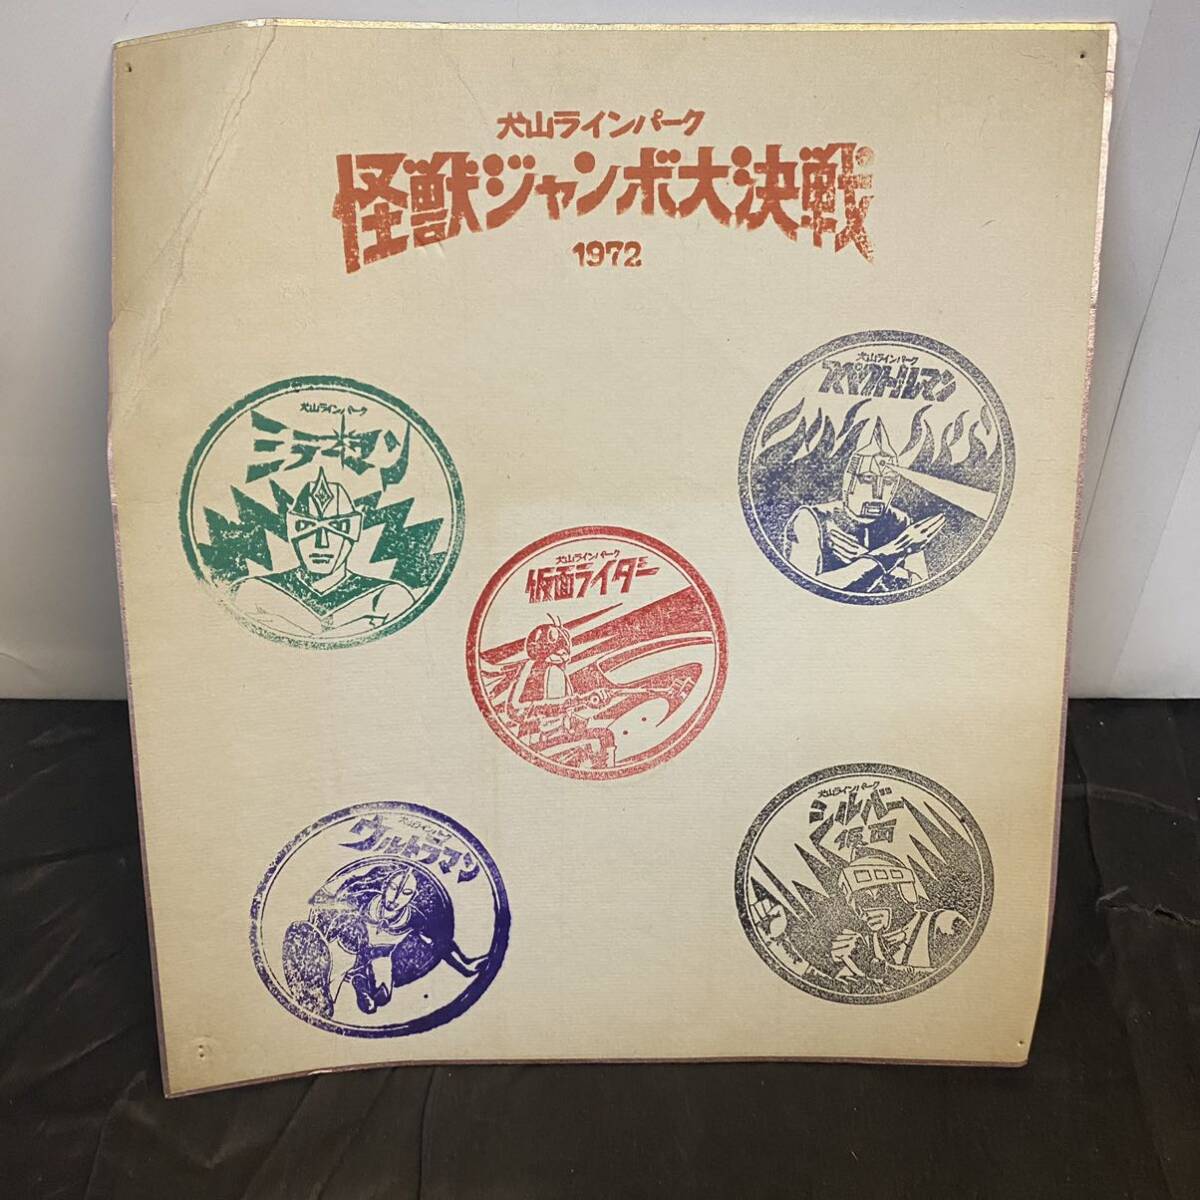 犬山ラインパーク
怪獣ジャンボ大決戦
1972
犬山ラインパーク
ミラーマン
犬山ラインパーク
スペクトルマン
犬山ラインパーク
仮面ライダー
犬山ラインパーク
ウルトラマン
犬山ラインパーク
シルバー
仮面